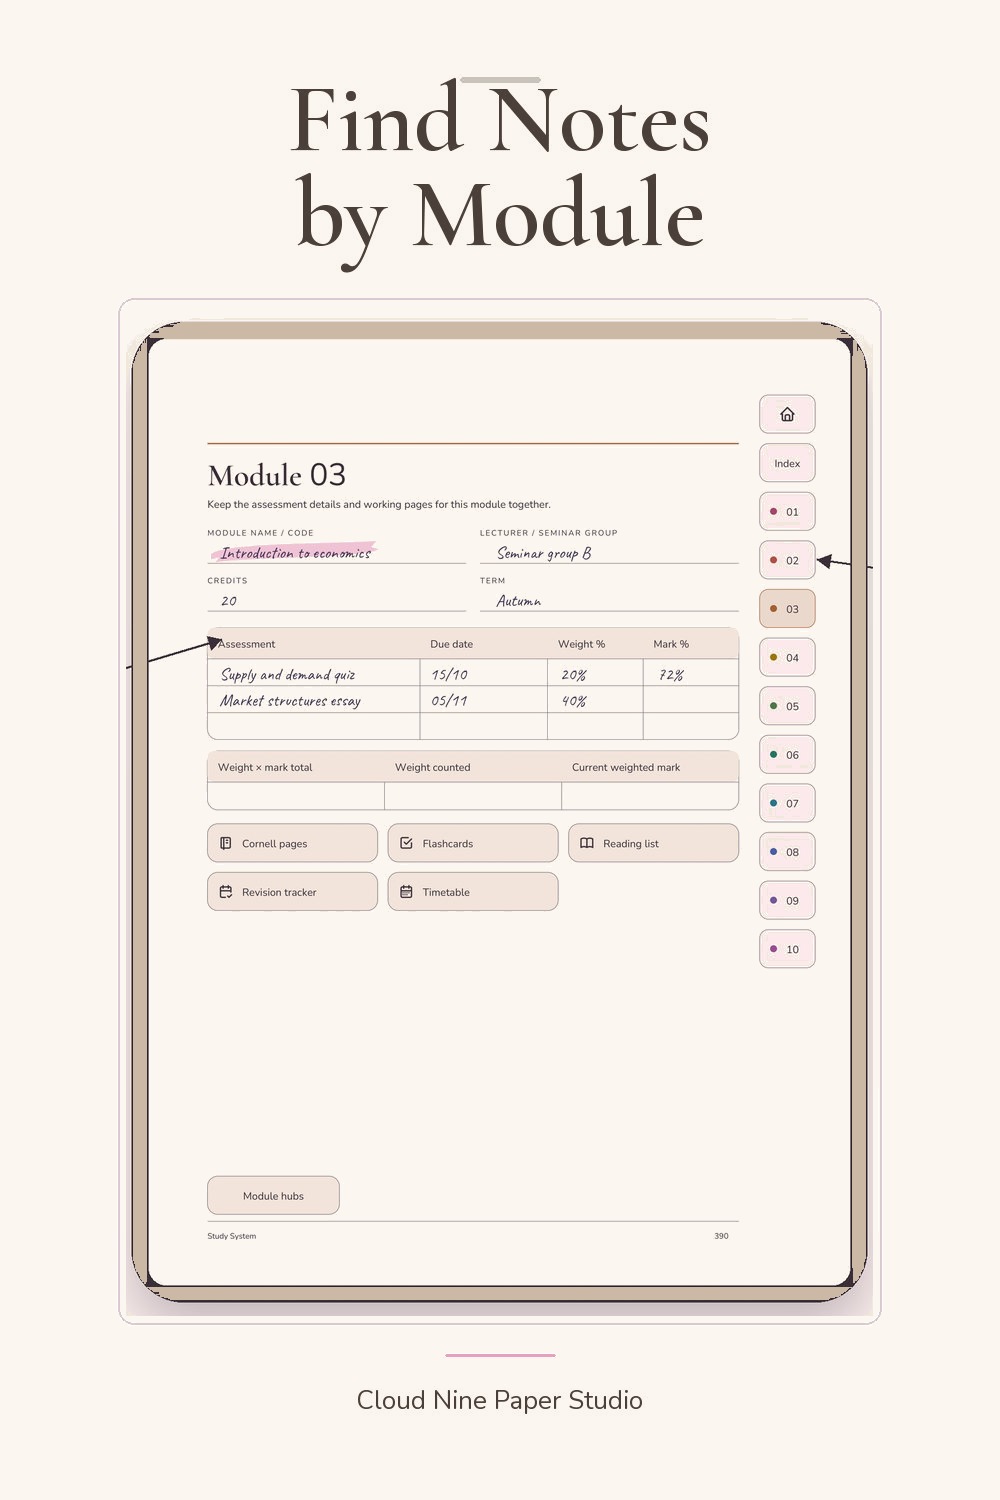 Find Notes
by Module
Index
01
02
03
04
05
06
07
08
09
10
Module 03
Keep the assessment details and working pages for this module together.
MODULE NAME / CODE
Introduction to economics
LECTURER / SEMINAR GROUP
Seminar group B
CREDITS
20
TERM
Autumn
Assessment Due date Weight % Mark %
Supply and demand quiz 15/10 20% 72%
Market structures essay 05/11 40%
Weight × mark total Weight counted Current weighted mark
Cornell pages Flashcards Reading list
Revision tracker Timetable
Module hubs
Study System 390
Cloud Nine Paper Studio